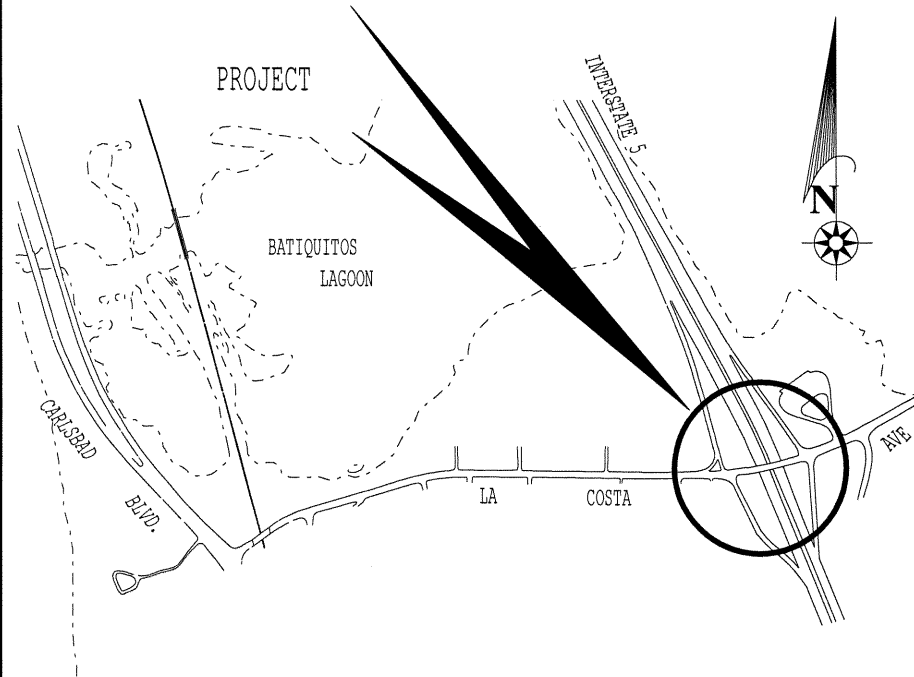 PROJECT
INTERSTATE 5
N
BATIQUITOS
LAGOON
CARLSBAD
BLVD.
LA
COSTA
AVE